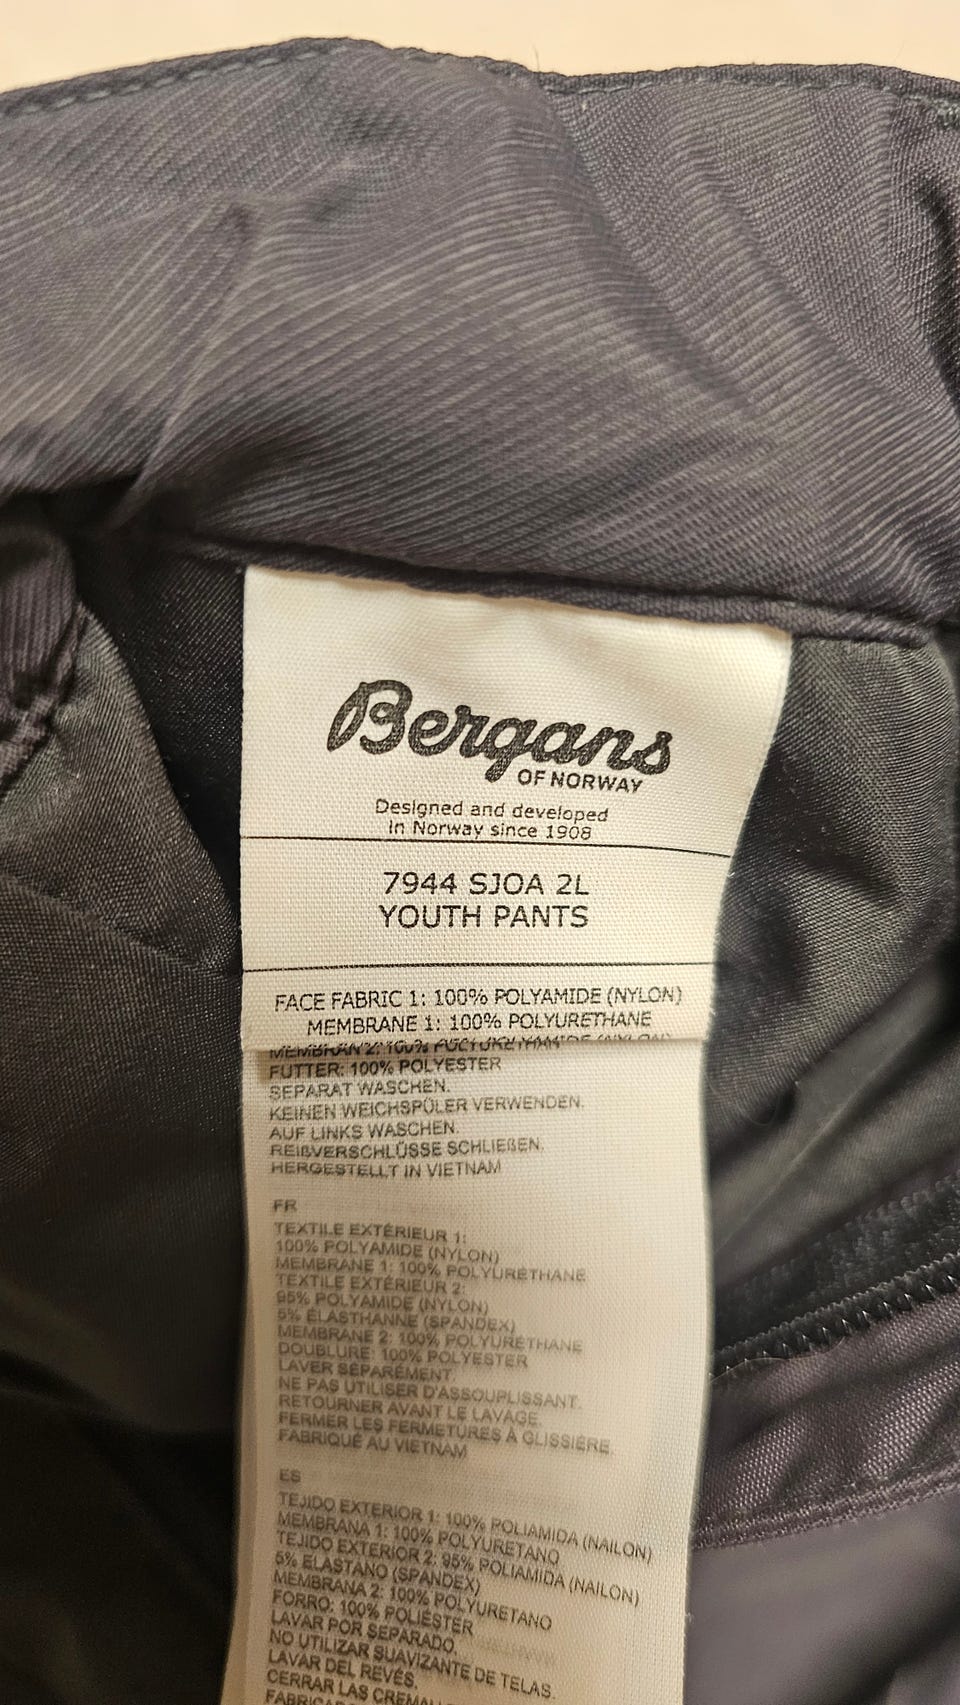 Bergans
OF NORWAY
Designed and developed
in Norway since 1908
7944 SJOA 2L
YOUTH PANTS
FACE FABRIC 1: 100% POLYAMIDE (NYLON)
MEMBRANE 1: 100% POLYURETHANE
FUTTER: 100% POLYESTER
SEPARAT WASCHEN.
KEINEN WEICHSPÜLER VERWENDEN.
AUF LINKS WASCHEN.
REIßVERSCHLÜSSE SCHLIEßEN.
HERGESTELLT IN VIETNAM
FR
TEXTILE EXTÉRIEUR 1:
100% POLYAMIDE (NYLON)
MEMBRANE 1: 100% POLYURÉTHANE
TEXTILE EXTÉRIEUR 2:
95% POLYAMIDE (NYLON)
5% ÉLASTHANNE (SPANDEX)
MEMBRANE 2: 100% POLYURÉTHANE
DOUBLURE: 100% POLYESTER
LAVER SÉPARÉMENT.
NE PAS UTILISER D'ASSOUPLISSANT.
RETOURNER AVANT LE LAVAGE.
FERMER LES FERMETURES À GLISSIÈRE
FABRIQUÉ AU VIETNAM
ES
TEJIDO EXTERIOR 1: 100% POLIAMIDA (NAILON)
MEMBRANA 1: 100% POLYURETANO
TEJIDO EXTERIOR 2: 95% POLIAMIDA (NAILON)
5% ELASTANO (SPANDEX)
MEMBRANA 2: 100% POLYURETANO
FORRO: 100% POLIÉSTER
LAVAR POR SEPARADO.
NO UTILIZAR SUAVIZANTE DE TELAS.
LAVAR DEL REVÉS.
CERRAR LAS